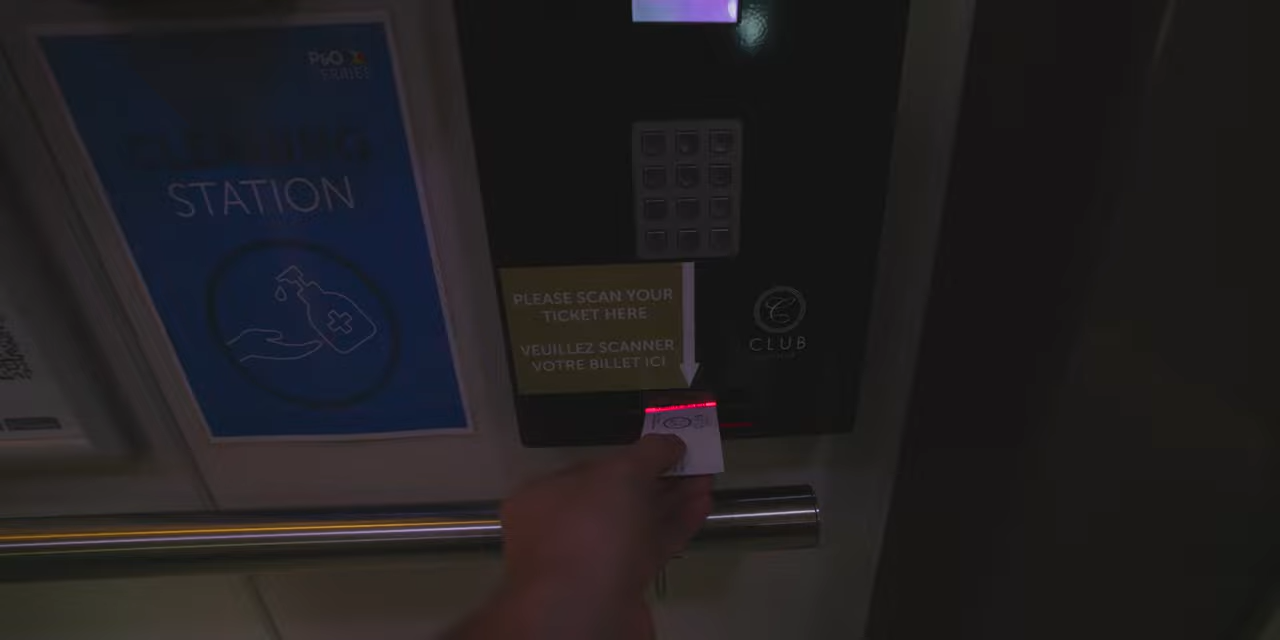 P&O
STATION
PLEASE SCAN YOUR
TICKET HERE
VEUILLEZ SCANNER
VOTRE BILLET ICI
CLUB